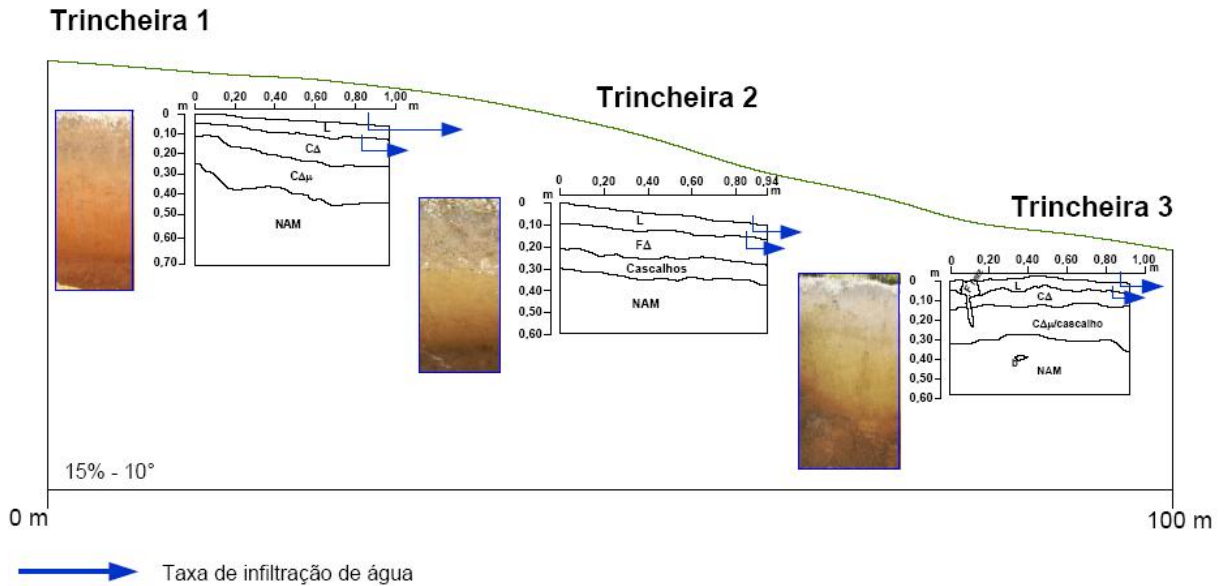 Trincheira 1
0 0,20 0,40 0,60 0,80 1,00
m
m
0
0,10
0,20
0,30
0,40
0,50
0,60
0,70
L
CΔ
CΔμ
NAM
Trincheira 2
0 0,20 0,40 0,60 0,80 0,94
m
m
0
0,10
0,20
0,30
0,40
0,50
0,60
L
FΔ
Cascalhos
NAM
Trincheira 3
0 0,20 0,40 0,60 0,80 1,00
m
m
0
0,10
0,20
0,30
0,40
0,50
0,60
L
CΔ
CΔμ/cascalho
NAM
15% - 10°
0 m
100 m
Taxa de infiltração de água